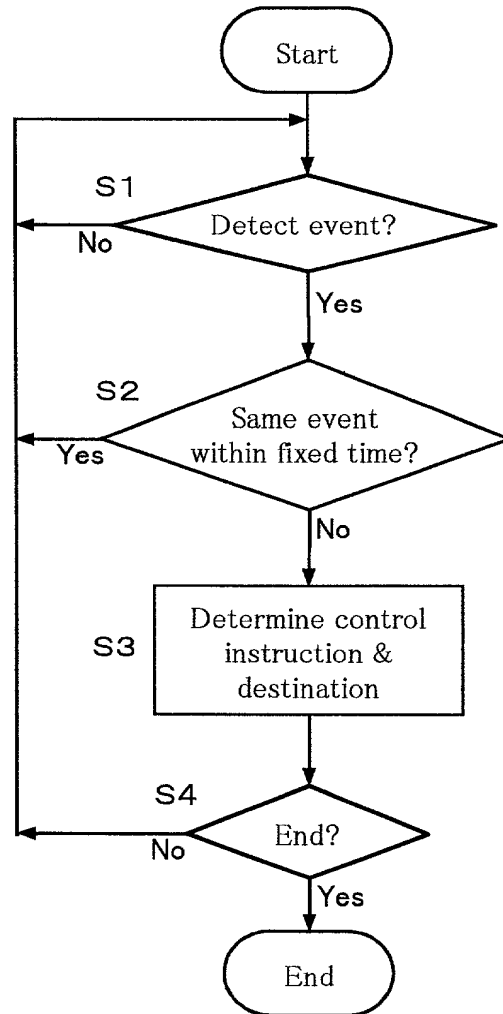 Start
S1
Detect event?
No
Yes
S2
Same event
within fixed time?
Yes
No
S3
Determine control
instruction &
destination
S4
End?
No
Yes
End